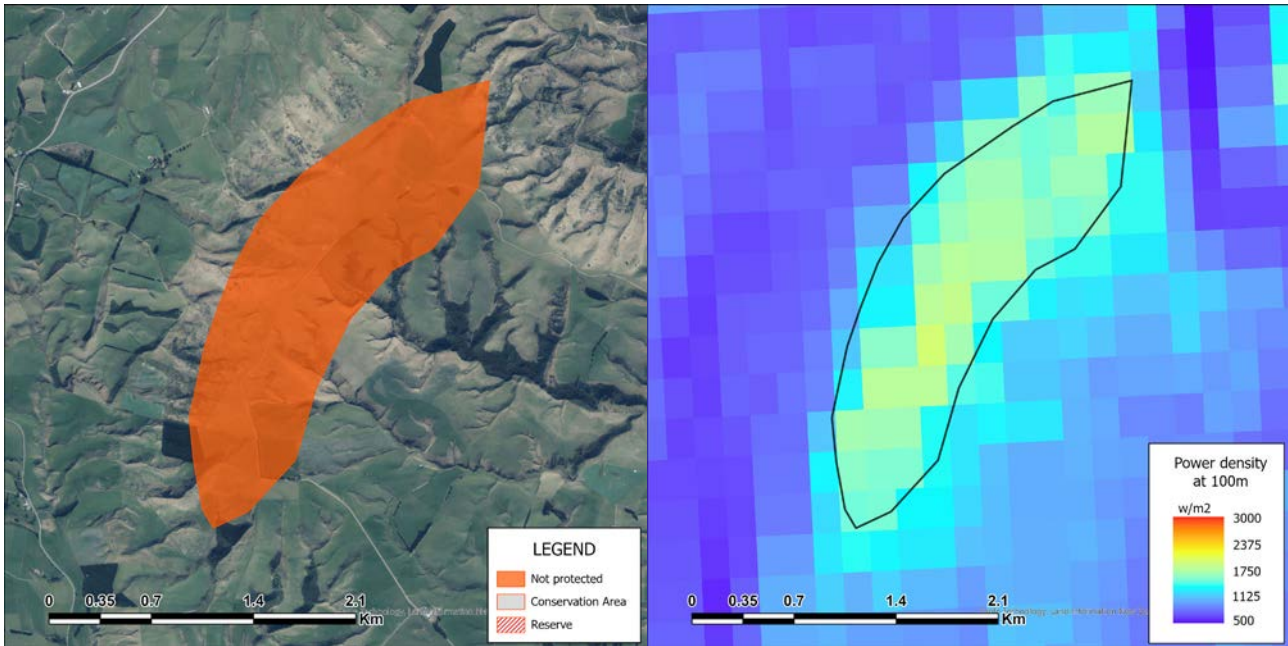 LEGEND
Not protected
Conservation Area
Reserve
0 0.35 0.7 1.4 2.1
Km
Power density
at 100m
w/m2
3000
2375
1750
1125
500
0 0.35 0.7 1.4 2.1
Km